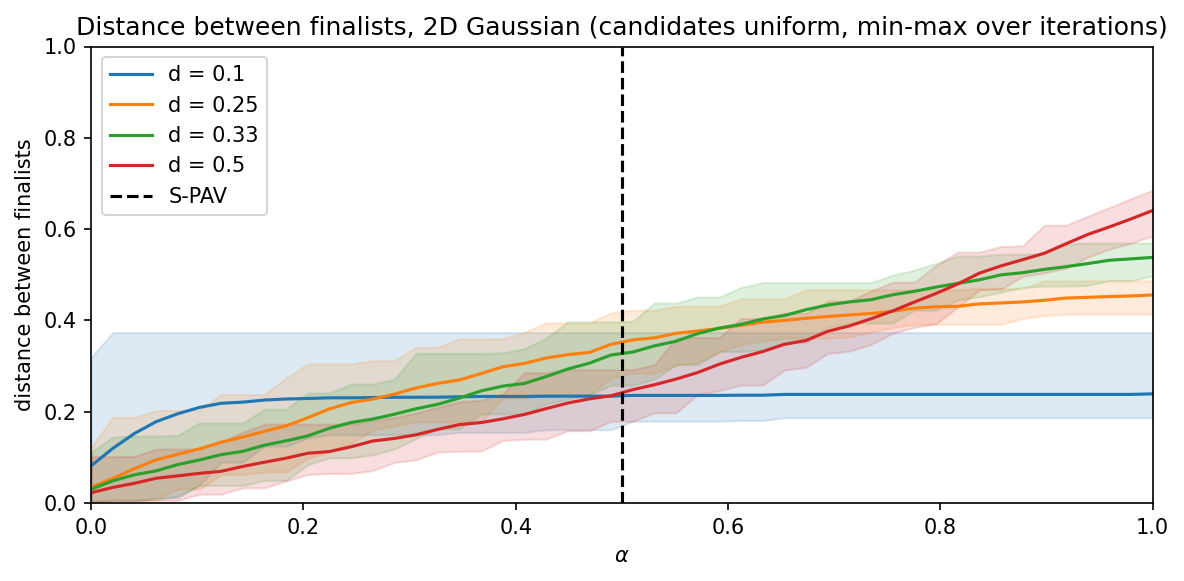 Distance between finalists, 2D Gaussian (candidates uniform, min-max over iterations)
1.0
0.8
0.6
0.4
0.2
0.0
distance between finalists
d = 0.1
d = 0.25
d = 0.33
d = 0.5
S-PAV
0.0 0.2 0.4 0.6 0.8 1.0
α